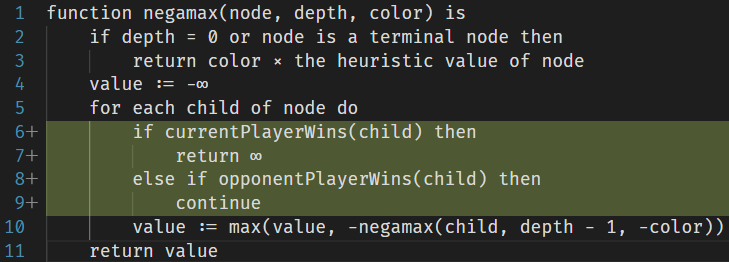 1 function negamax(node, depth, color) is
2 if depth = 0 or node is a terminal node then
3 return color × the heuristic value of node
4 value := -∞
5 for each child of node do
6+ if currentPlayerWins(child) then
7+ return ∞
8+ else if opponentPlayerWins(child) then
9+ continue
10 value := max(value, -negamax(child, depth - 1, -color))
11 return value